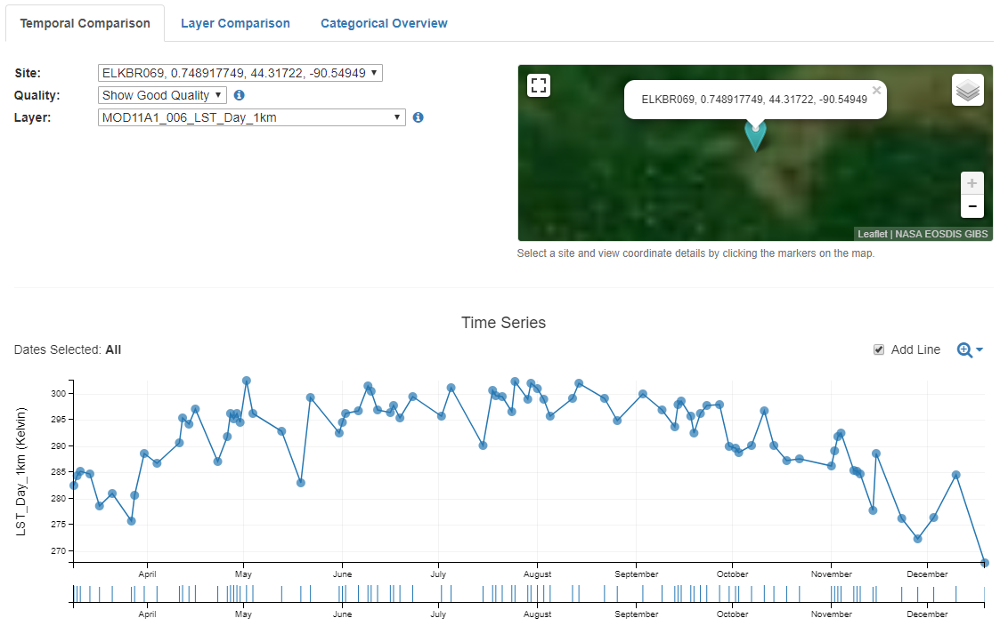 Temporal Comparison Layer Comparison Categorical Overview
Site: ELKBR069, 0.748917749, 44.31722, -90.54949
Quality: Show Good Quality
Layer: MOD11A1_006_LST_Day_1km
ELKBR069, 0.748917749, 44.31722, -90.54949 ×
+
−
Leaflet | NASA EOSDIS GIBS
Select a site and view coordinate details by clicking the markers on the map.
Time Series
Dates Selected: All Add Line
LST_Day_1km (Kelvin)
300
295
290
285
280
275
270
April May June July August September October November December
April May June July August September October November December